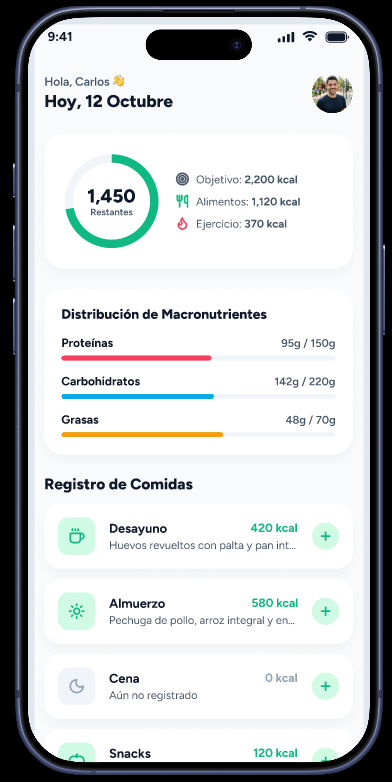 9:41
Hola, Carlos 👋
Hoy, 12 Octubre
1,450
Restantes
Objetivo: 2,200 kcal
Alimentos: 1,120 kcal
Ejercicio: 370 kcal
Distribución de Macronutrientes
Proteínas 95g / 150g
Carbohidratos 142g / 220g
Grasas 48g / 70g
Registro de Comidas
Desayuno 420 kcal
Huevos revueltos con palta y pan int...
Almuerzo 580 kcal
Pechuga de pollo, arroz integral y en...
Cena 0 kcal
Aún no registrado
Snacks 120 kcal